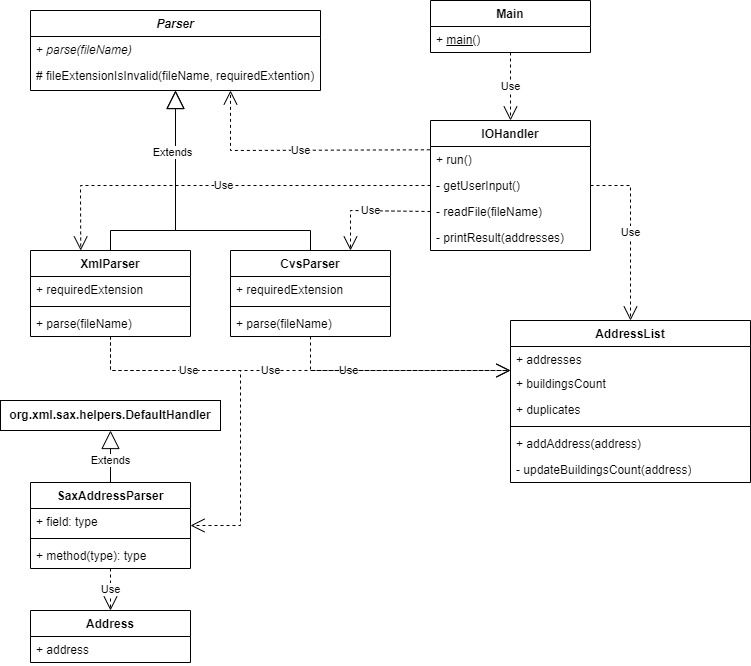 Parser
+ parse(fileName)
# fileExtensionIsInvalid(fileName, requiredExtention)
Main
+ main()
Use
IOHandler
+ run()
- getUserInput()
- readFile(fileName)
- printResult(addresses)
Extends
Use
Use
Use
Use
XmlParser
+ requiredExtension
+ parse(fileName)
CvsParser
+ requiredExtension
+ parse(fileName)
AddressList
+ addresses
+ buildingsCount
+ duplicates
+ addAddress(address)
- updateBuildingsCount(address)
Use
Use
Use
org.xml.sax.helpers.DefaultHandler
Extends
SaxAddressParser
+ field: type
+ method(type): type
Use
Address
+ address